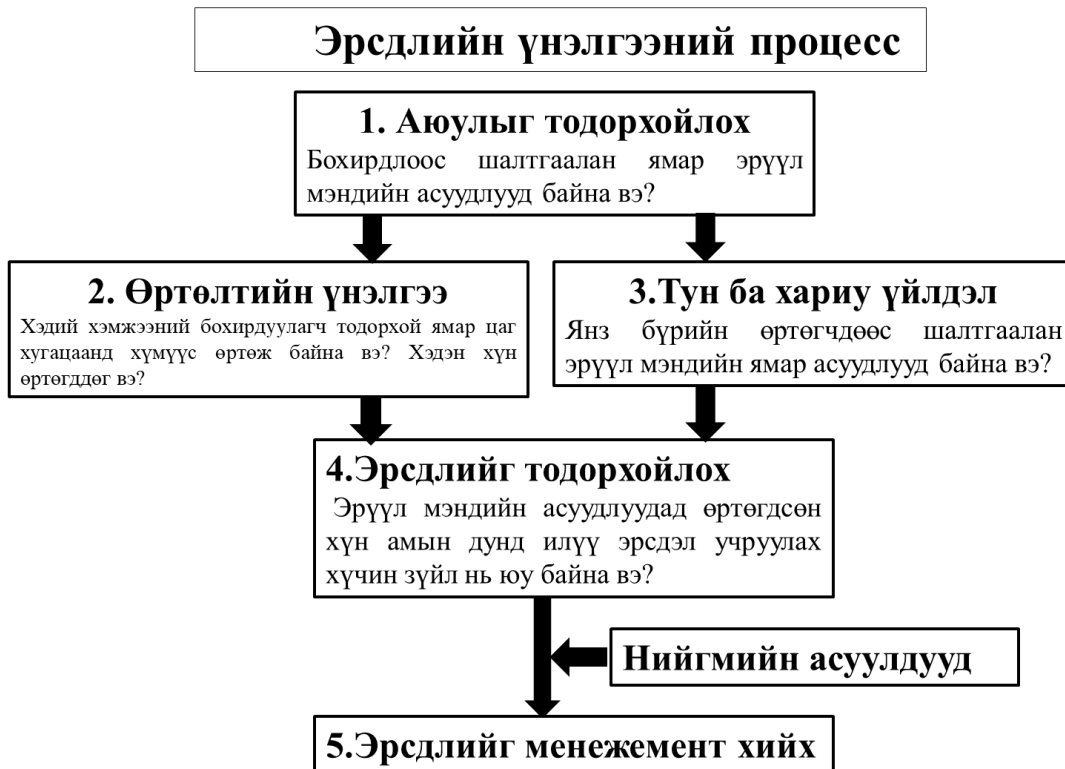 Эрсдлийн үнэлгээний процесс
1. Аюулыг тодорхойлох
Бохирдлоос шалтгаалан ямар эрүүл
мэндийн асуудлууд байна вэ?
2. Өртөлтийн үнэлгээ
Хэдий хэмжээний бохирдуулагч тодорхой ямар цаг
хугацаанд хүмүүс өртөж байна вэ? Хэдэн хүн
өртөгддөг вэ?
3.Тун ба хариу үйлдэл
Янз бүрийн өртөгчдөөс шалтгаалан
эрүүл мэндийн ямар асуудлууд байна вэ?
4.Эрсдлийг тодорхойлох
Эрүүл мэндийн асуудлуудад өртөгдсөн
хүн амын дунд илүү эрсдэл учруулах
хүчин зүйл нь юу байна вэ?
Нийгмийн асуулдууд
5.Эрсдлийг менежемент хийх